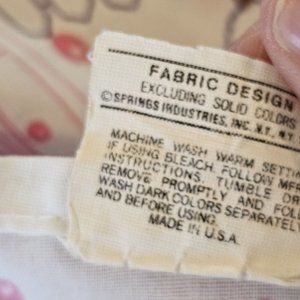 FABRIC DESIGN
EXCLUDING SOLID COLORS
©SPRINGS INDUSTRIES, INC. N.Y., N.Y.
MACHINE WASH WARM
IF USING BLEACH, FOLLOW
INSTRUCTIONS. TUMBLE
REMOVE PROMPTLY AND
WASH DARK COLORS SEPARATELY
AND BEFORE USING.
MADE IN U.S.A.